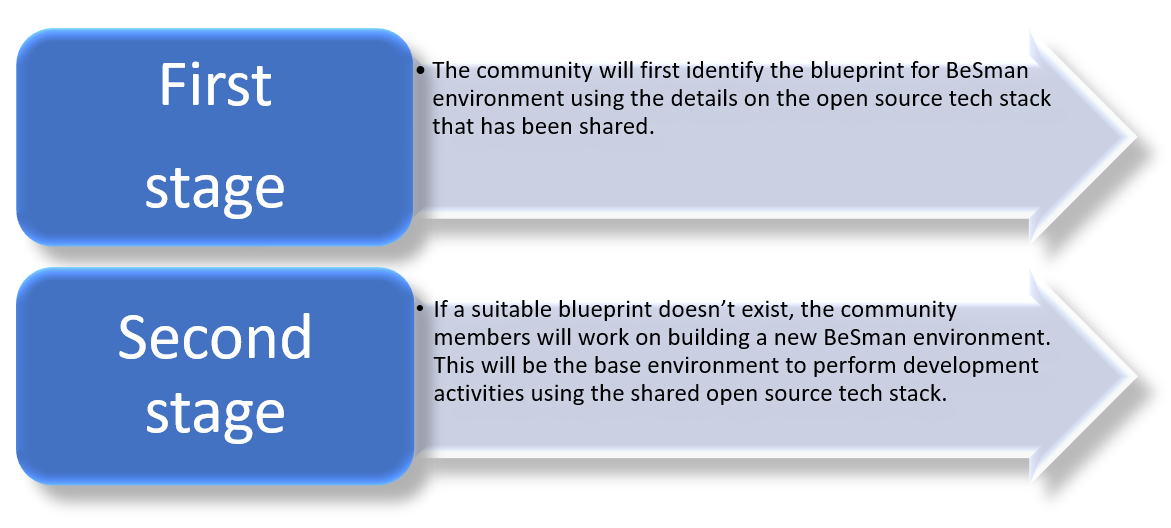 First
stage
• The community will first identify the blueprint for BeSman
environment using the details on the open source tech stack
that has been shared.
Second
stage
• If a suitable blueprint doesn’t exist, the community
members will work on building a new BeSman environment.
This will be the base environment to perform development
activities using the shared open source tech stack.